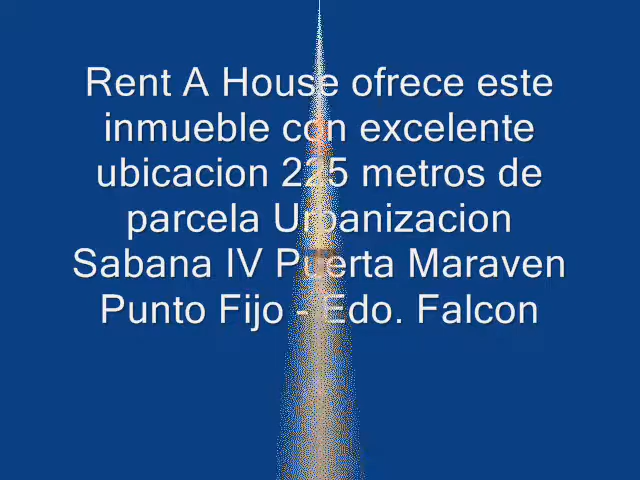 Rent A House ofrece este
inmueble con excelente
ubicacion 225 metros de
parcela Urbanizacion
Sabana IV Puerta Maraven
Punto Fijo - Edo. Falcon